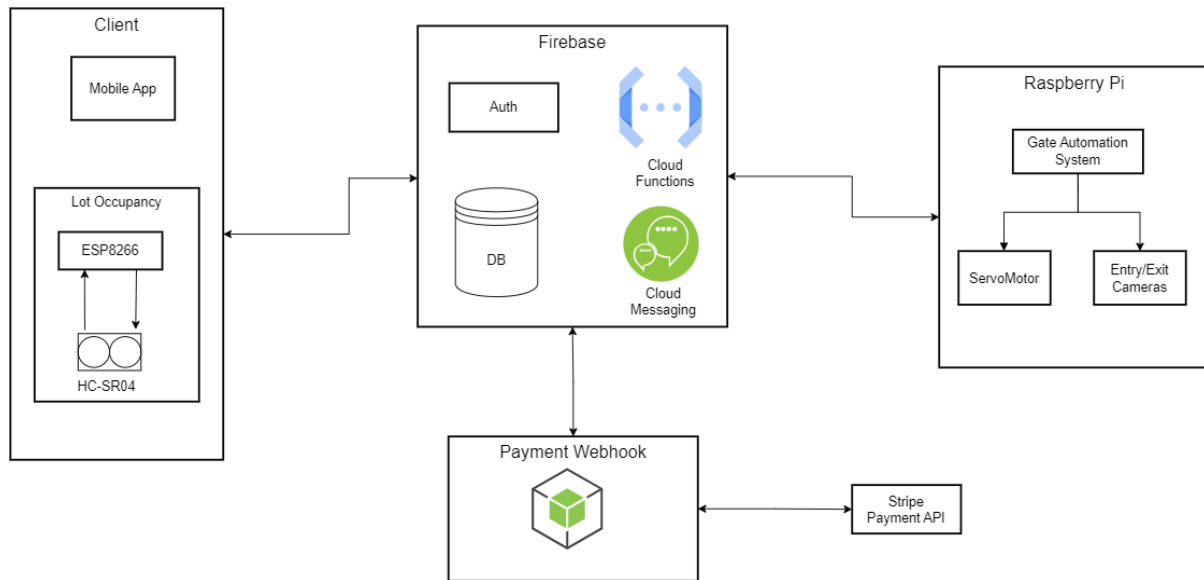 Client
Mobile App
Lot Occupancy
ESP8266
HC-SR04
Firebase
Auth
Cloud
Functions
DB
Cloud
Messaging
Raspberry Pi
Gate Automation
System
ServoMotor
Entry/Exit
Cameras
Payment Webhook
Stripe
Payment API